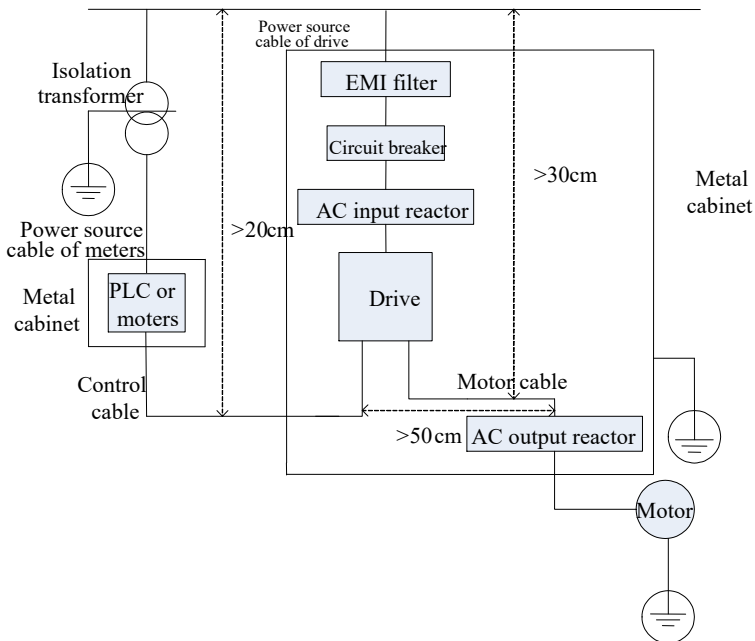 Power source
cable of drive
Isolation
transformer
EMI filter
Circuit breaker
>30cm
Metal
cabinet
AC input reactor
Power source
cable of meters
>20cm
PLC or
moters
Metal
cabinet
Drive
Control
cable
Motor cable
>50cm
AC output reactor
Motor